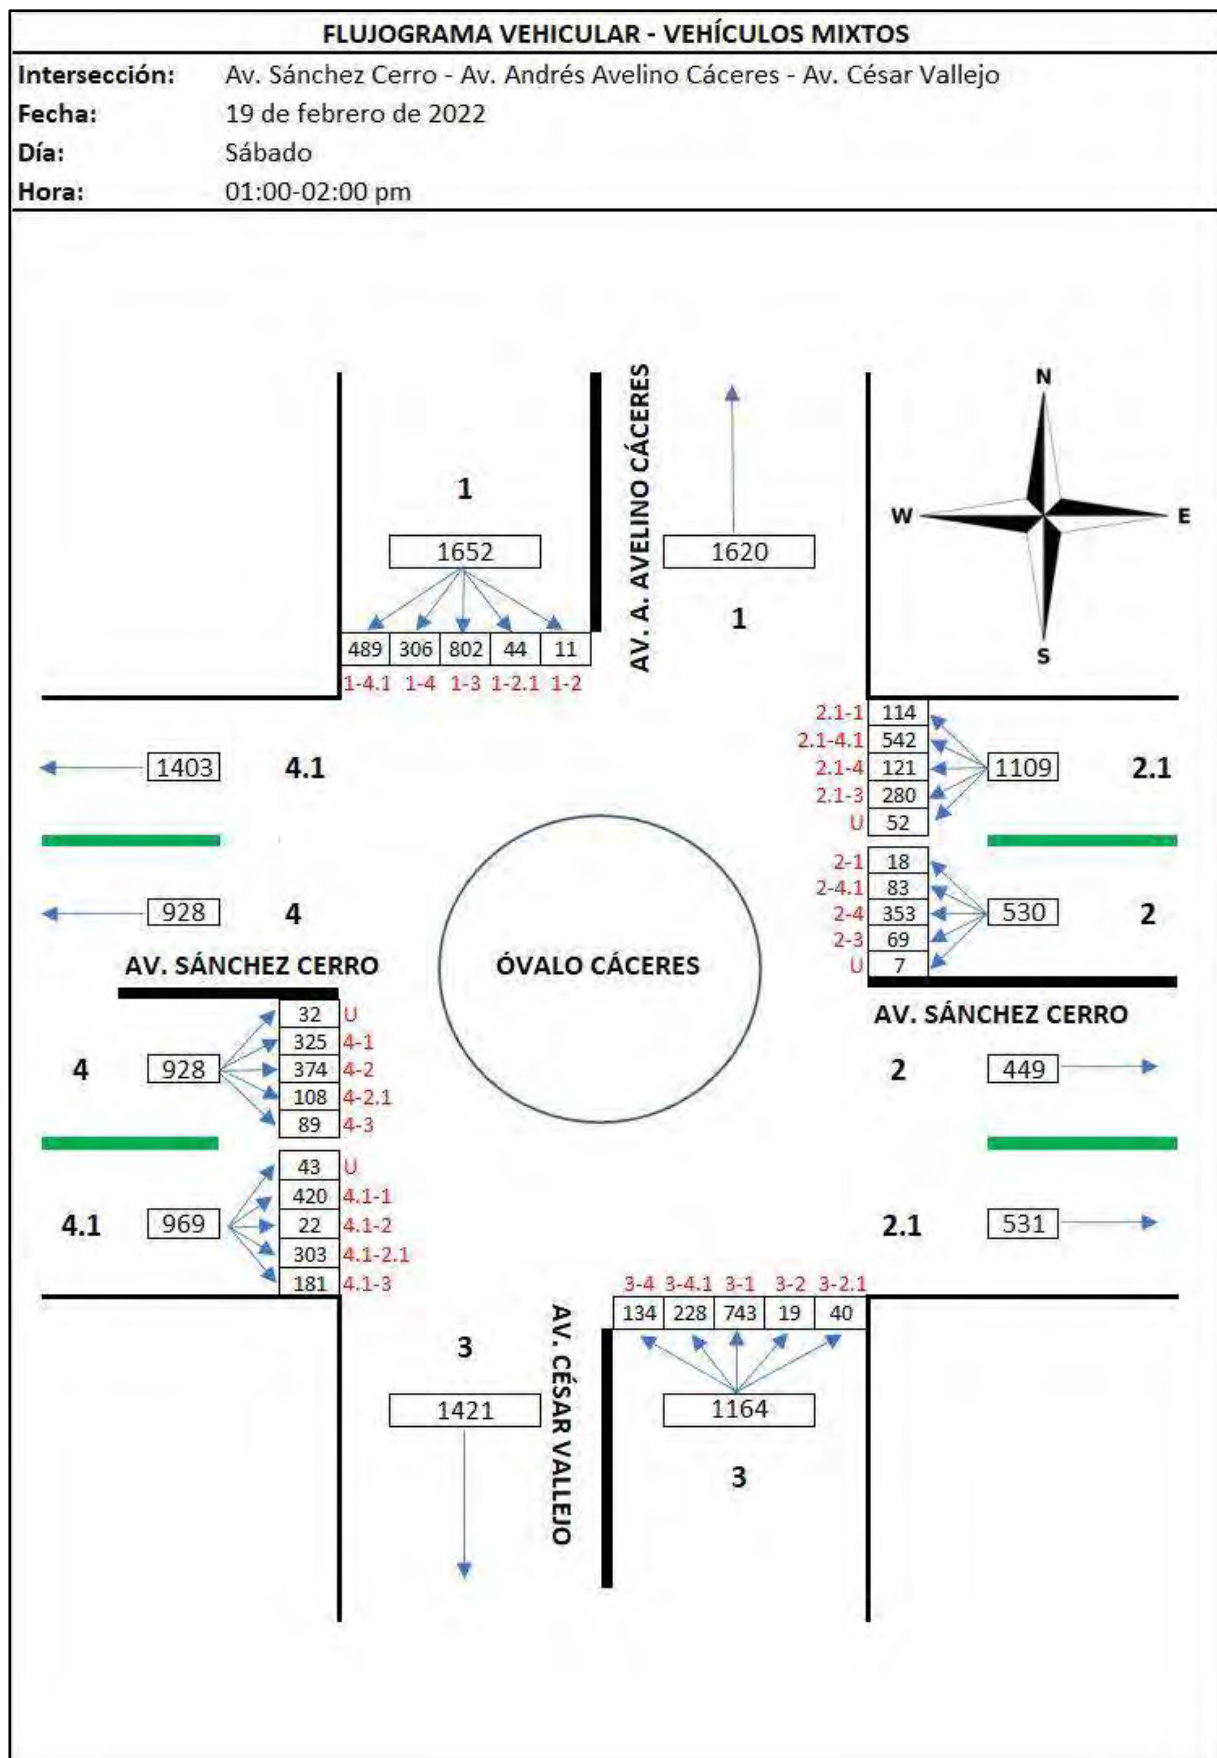 FLUJOGRAMA VEHICULAR - VEHÍCULOS MIXTOS
Intersección: Av. Sánchez Cerro - Av. Andrés Avelino Cáceres - Av. César Vallejo
Fecha: 19 de febrero de 2022
Día: Sábado
Hora: 01:00-02:00 pm
AV. A. AVELINO CÁCERES
N
W E
S
1
1652
1620
1
489 306 802 44 11
1-4.1 1-4 1-3 1-2.1 1-2
2.1-1 114
2.1-4.1 542
2.1-4 121
2.1-3 280
U 52
1109 2.1
1403 4.1
2-1 18
2-4.1 83
2-4 353
2-3 69
U 7
530 2
928 4
AV. SÁNCHEZ CERRO
ÓVALO CÁCERES
AV. SÁNCHEZ CERRO
32 U
325 4-1
374 4-2
108 4-2.1
89 4-3
4 928
2 449
43 U
420 4.1-1
22 4.1-2
303 4.1-2.1
181 4.1-3
4.1 969
2.1 531
3-4 3-4.1 3-1 3-2 3-2.1
134 228 743 19 40
AV. CÉSAR VALLEJO
3
1421
1164
3